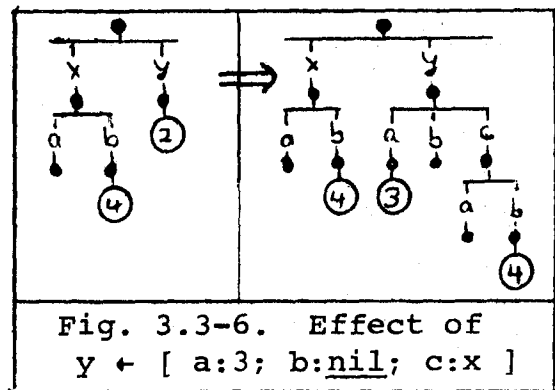 x y x y
a b 2 a b a b c
4 4 3 a b
4
Fig. 3.3-6. Effect of
y ← [ a:3; b:nil; c:x ]